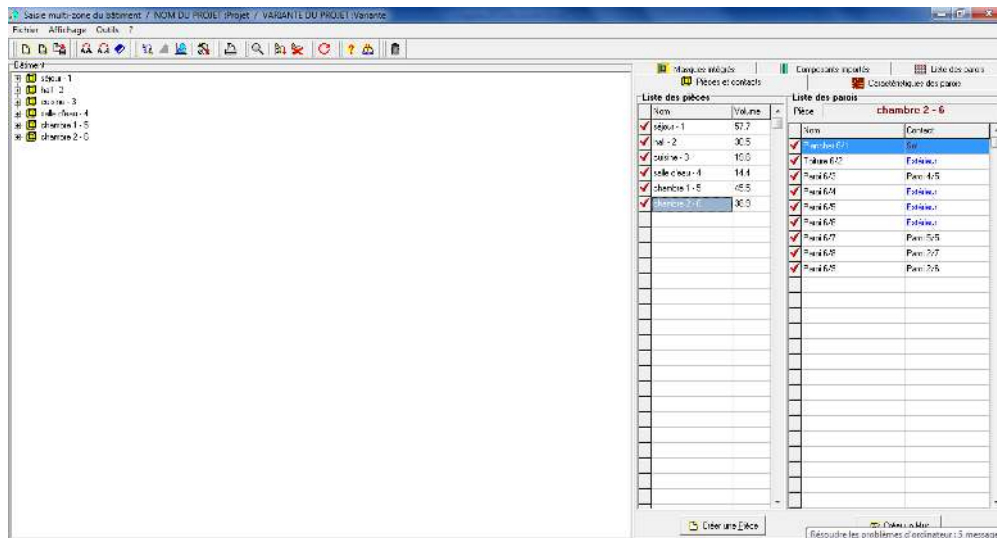 Saisie multi-zone du bâtiment / NOM DU PROJET :Projet / VARIANTE DU PROJET :Variante
Fichier Affichage Outils ?
Bâtiment
séjour - 1
hall - 2
cuisine - 3
salle d'eau - 4
chambre 1 - 5
chambre 2 - 6
Masques intégrés
Composants importés
Liste des parois
Pièces et contacts
Caractéristiques des parois
Liste des pièces
Nom Volume
séjour - 1 57.7
hall - 2 30.5
cuisine - 3
salle d'eau - 4 14.4
chambre 1 - 5 45.5
chambre 2 - 6
Créer une Pièce
Liste des parois
Pièce chambre 2 - 6
Nom Contact
Plancher 6/1 Sol
Toiture 6/2 Extérieur
Paroi 6/3 Paroi 4/5
Paroi 6/4 Extérieur
Paroi 6/5 Extérieur
Paroi 6/6 Extérieur
Paroi 6/7 Paroi 5/5
Paroi 6/8 Paroi 2/7
Paroi 6/9 Paroi 2/6
Créer un Mur
Résoudre les problèmes d'ordinateur : 5 message